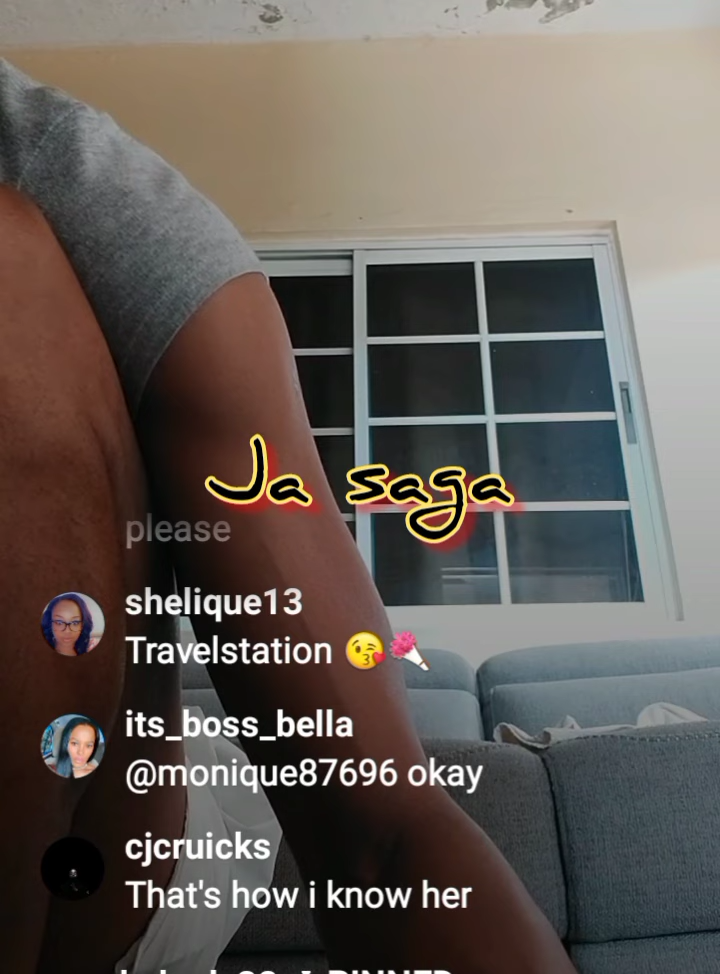 Ja saga
please
shelique13
Travelstation 😘💐
its_boss_bella
@monique87696 okay
cjcruicks
That's how i know her